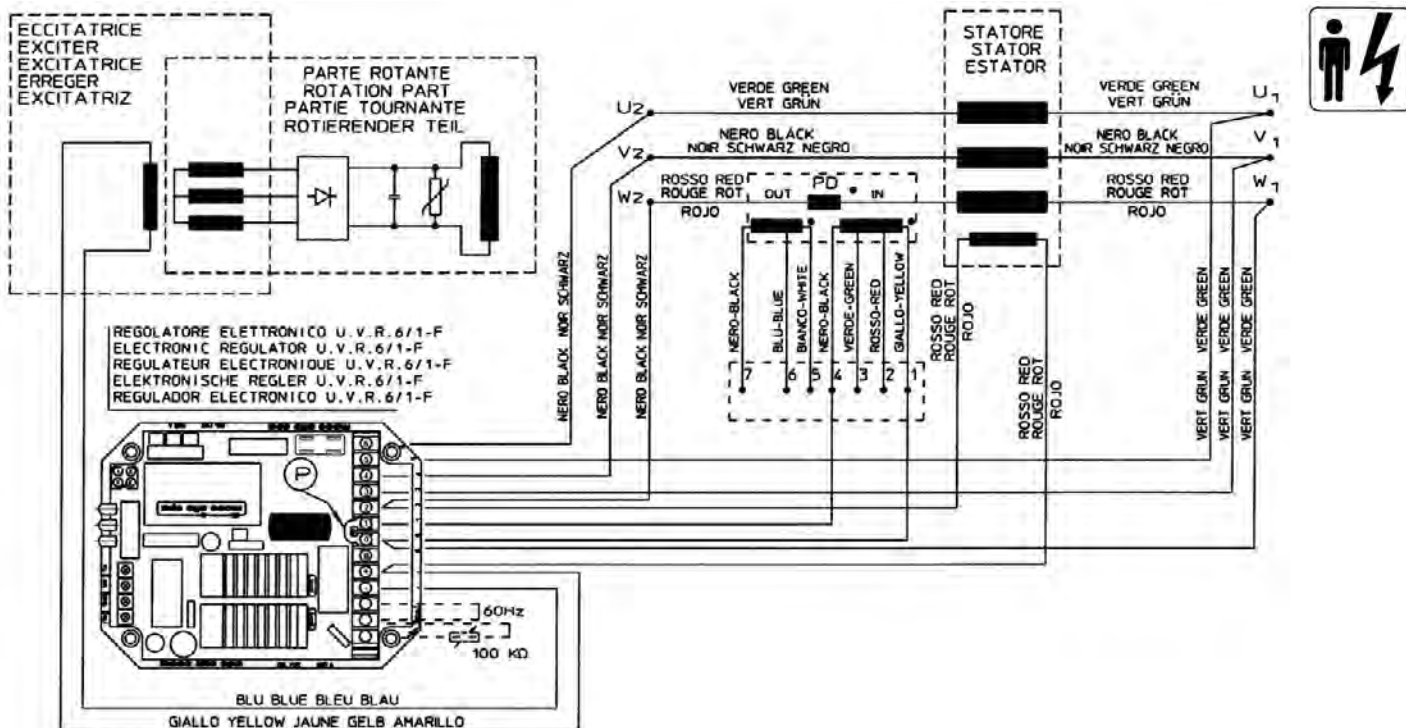 ECCITATRICE
EXCITER
EXCITATRICE
ERREGER
EXCITATRIZ
PARTE ROTANTE
ROTATION PART
PARTIE TOURNANTE
ROTIERENDER TEIL
STATORE
STATOR
ESTATOR
U2
VERDE GREEN
VERT GRÜN
VERDE GREEN
VERT GRÜN
U1
V2
NERO BLACK
NOIR SCHWARZ NEGRO
NERO BLACK
NOIR SCHWARZ NEGRO
V1
W2
ROSSO RED
ROUGE ROT
ROJO
OUT
PD
IN
ROSSO RED
ROUGE ROT
ROJO
W1
NERO BLACK NOIR SCHWARZ
NERO BLACK NOIR SCHWARZ
NERO BLACK NOIR SCHWARZ
NERO-BLACK
BLU-BLUE
BIANCO-WHITE
NERO-BLACK
VERDE-GREEN
ROSSO-RED
GIALLO-YELLOW
7 6 5 4 3 2 1
ROSSO RED
ROUGE ROT
ROJO
ROSSO RED
ROUGE ROT
ROJO
VERT GRUN VERDE GREEN
VERT GRUN VERDE GREEN
VERT GRUN VERDE GREEN
REGOLATORE ELETTRONICO U.V.R.6/1-F
ELECTRONIC REGULATOR U.V.R.6/1-F
REGULATEUR ELECTRONIQUE U.V.R.6/1-F
ELEKTRONISCHE REGLER U.V.R.6/1-F
REGULADOR ELECTRONICO U.V.R.6/1-F
P
60Hz
100 KΩ
BLU BLUE BLEU BLAU
GIALLO YELLOW JAUNE GELB AMARILLO